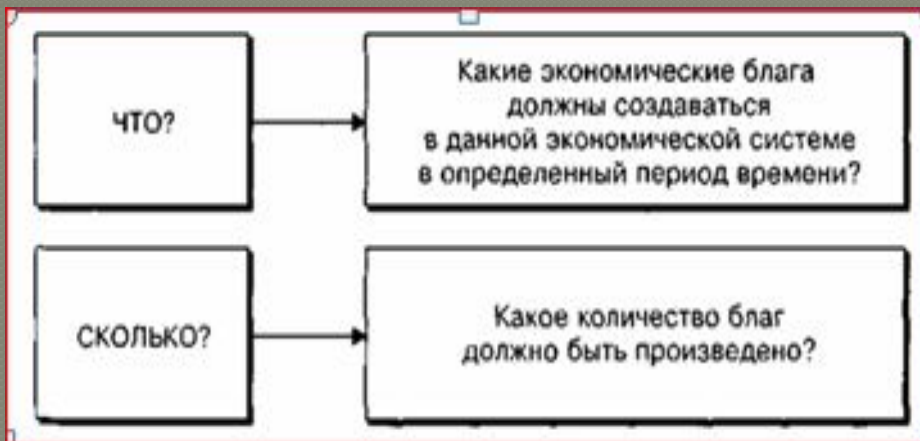 ЧТО?
Какие экономические блага
должны создаваться
в данной экономической системе
в определенный период времени?
СКОЛЬКО?
Какое количество благ
должно быть произведено?